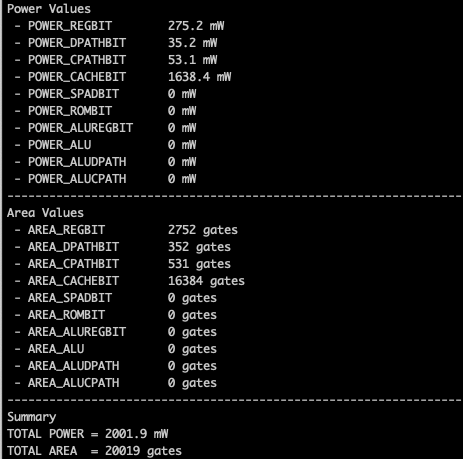 Power Values
- POWER_REGBIT 275.2 mW
- POWER_DPATHBIT 35.2 mW
- POWER_CPATHBIT 53.1 mW
- POWER_CACHEBIT 1638.4 mW
- POWER_SPADBIT 0 mW
- POWER_ROMBIT 0 mW
- POWER_ALUREGBIT 0 mW
- POWER_ALU 0 mW
- POWER_ALUDPATH 0 mW
- POWER_ALUCPATH 0 mW
-----------------------------------------------------------------
Area Values
- AREA_REGBIT 2752 gates
- AREA_DPATHBIT 352 gates
- AREA_CPATHBIT 531 gates
- AREA_CACHEBIT 16384 gates
- AREA_SPADBIT 0 gates
- AREA_ROMBIT 0 gates
- AREA_ALUREGBIT 0 gates
- AREA_ALU 0 gates
- AREA_ALUDPATH 0 gates
- AREA_ALUCPATH 0 gates
-----------------------------------------------------------------
Summary
TOTAL POWER = 2001.9 mW
TOTAL AREA  = 20019 gates